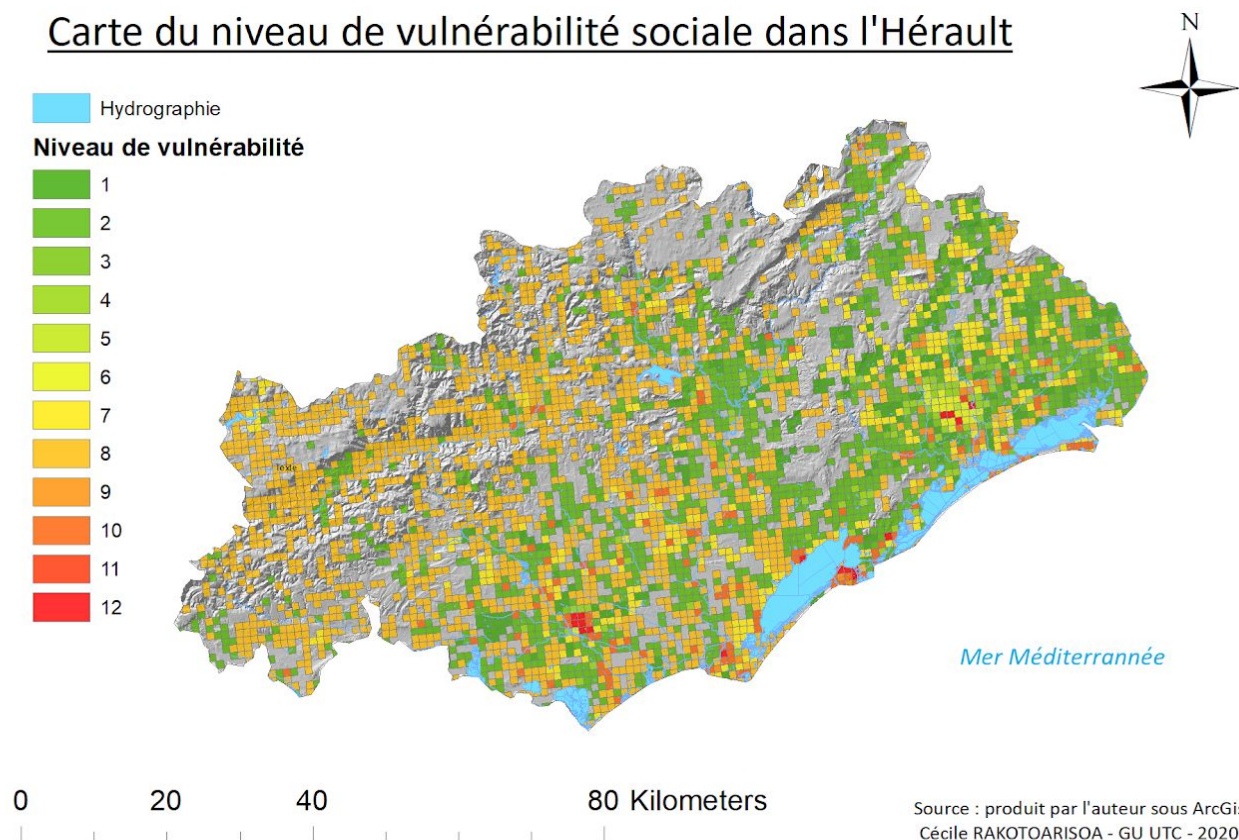 Carte du niveau de vulnérabilité sociale dans l'Hérault
N
Hydrographie
Niveau de vulnérabilité
1
2
3
4
5
6
7
8
9
10
11
12
Texte
Mer Méditerrannée
0 20 40 80 Kilometers
Source : produit par l'auteur sous ArcGis
Cécile RAKOTOARISOA - GU UTC - 2020